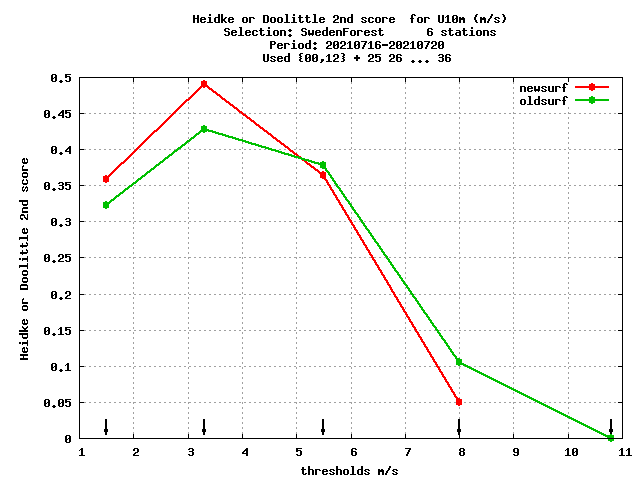 Heidke or Doolittle 2nd score  for U10m (m/s)
Selection: SwedenForest      6 stations
Period: 20210716-20210720
Used {00,12} + 25 26 ... 36
newsurf
oldsurf
Heidke or Doolittle 2nd score
0.5
0.45
0.4
0.35
0.3
0.25
0.2
0.15
0.1
0.05
0
1 2 3 4 5 6 7 8 9 10 11
thresholds m/s